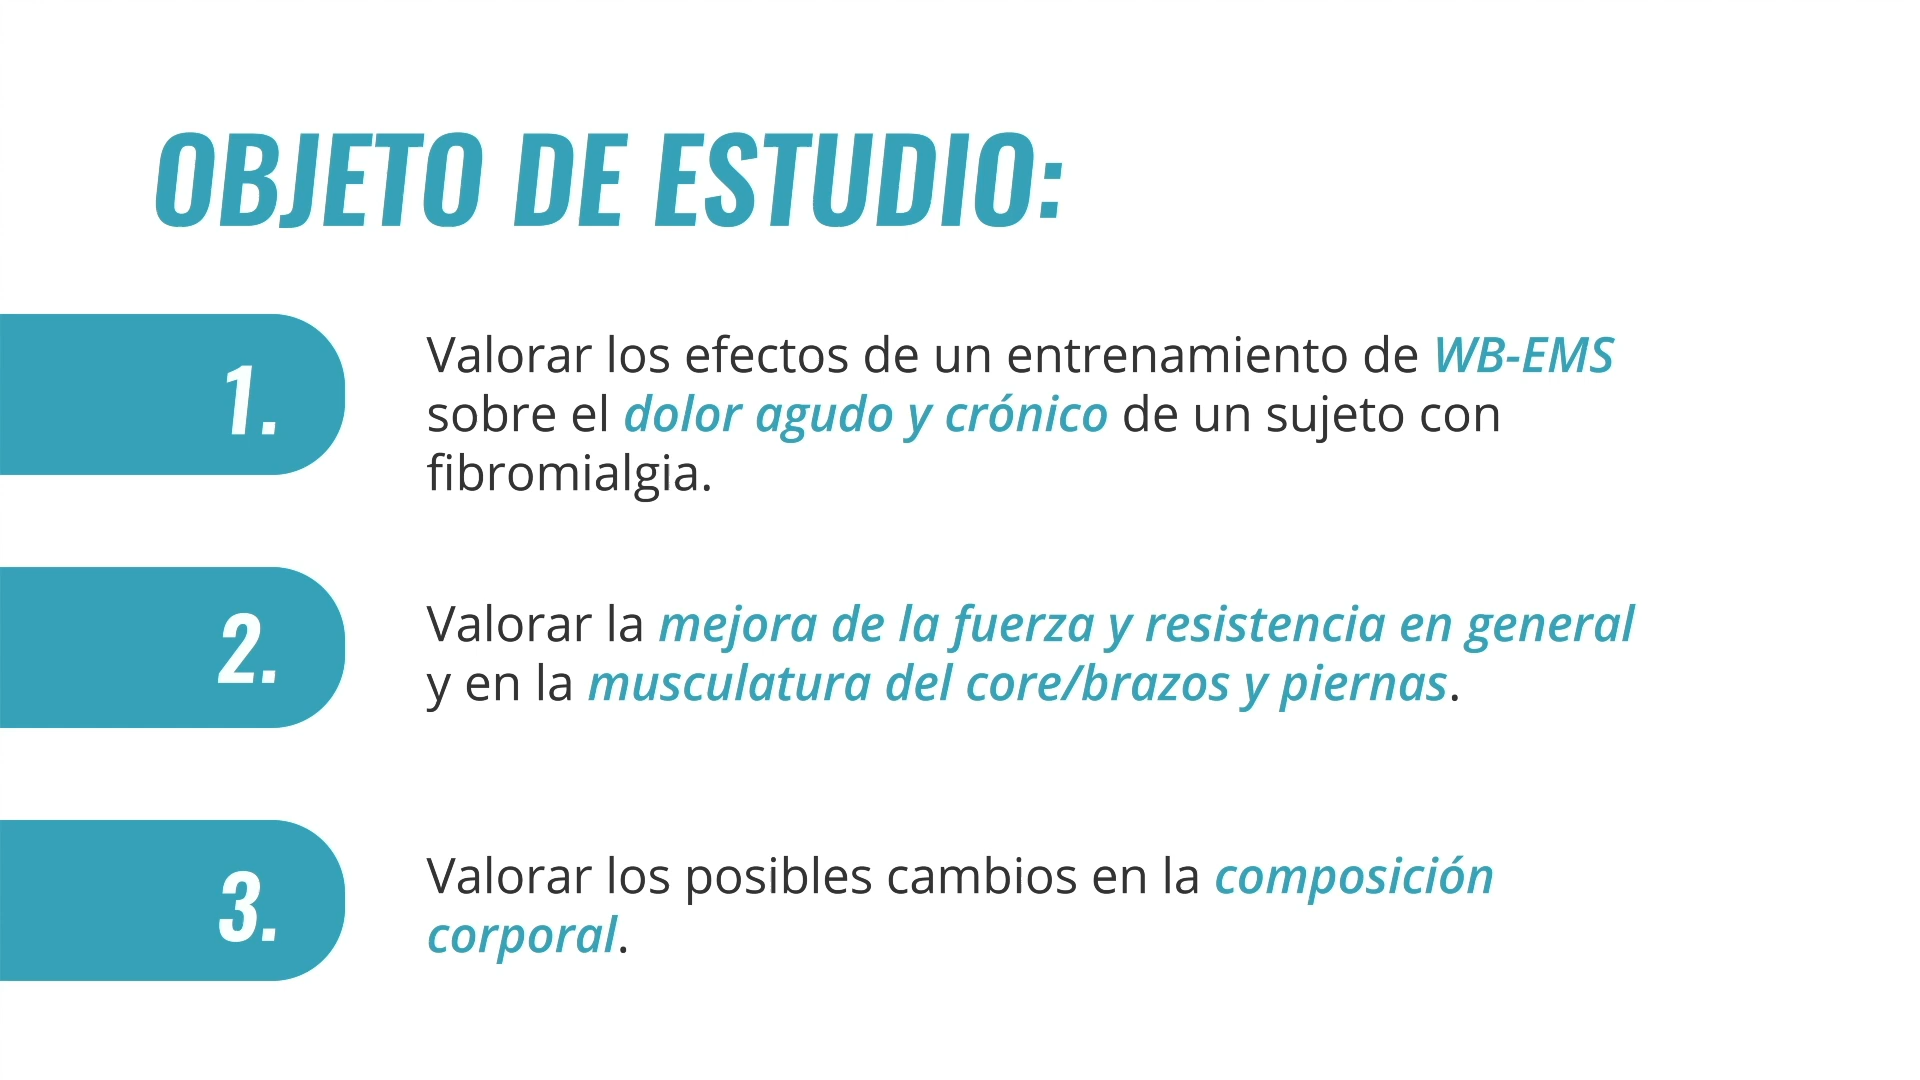 OBJETO DE ESTUDIO:
1.
Valorar los efectos de un entrenamiento de WB-EMS
sobre el dolor agudo y crónico de un sujeto con
fibromialgia.
2.
Valorar la mejora de la fuerza y resistencia en general
y en la musculatura del core/brazos y piernas.
3.
Valorar los posibles cambios en la composición
corporal.